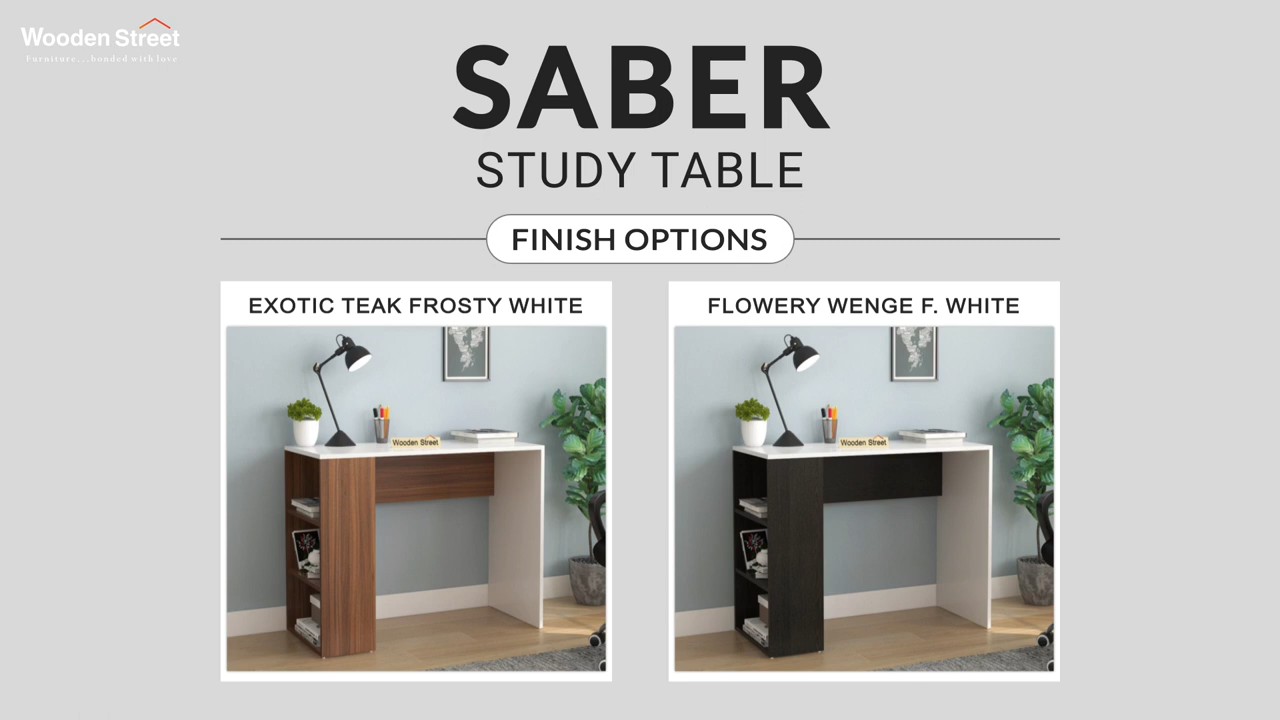 Wooden Street
Furniture...bonded with love
SABER
STUDY TABLE
FINISH OPTIONS
EXOTIC TEAK FROSTY WHITE
FLOWERY WENGE F. WHITE
Wooden Street
Wooden Street